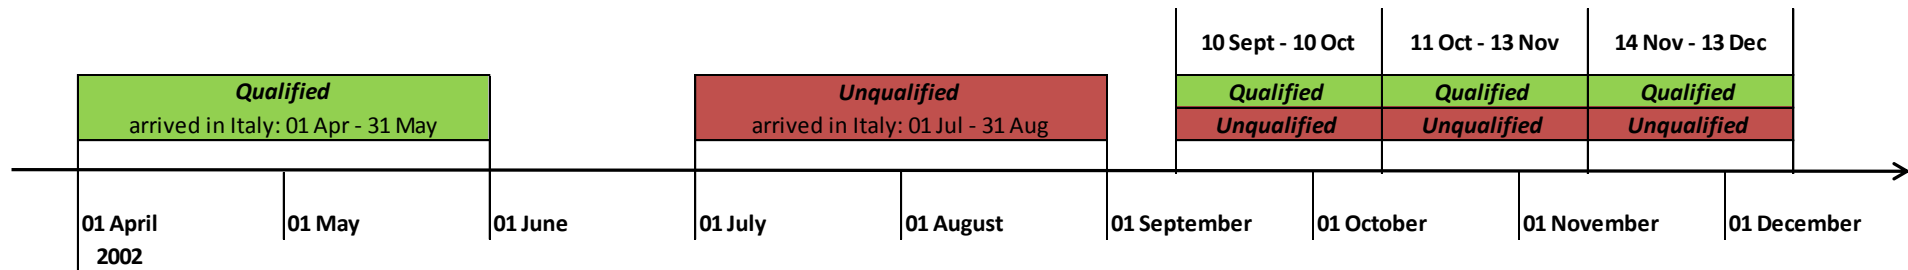 10 Sept - 10 Oct
11 Oct - 13 Nov
14 Nov - 13 Dec
Qualified
arrived in Italy: 01 Apr - 31 May
Unqualified
arrived in Italy: 01 Jul - 31 Aug
Qualified
Qualified
Qualified
Unqualified
Unqualified
Unqualified
01 April
2002
01 May
01 June
01 July
01 August
01 September
01 October
01 November
01 December